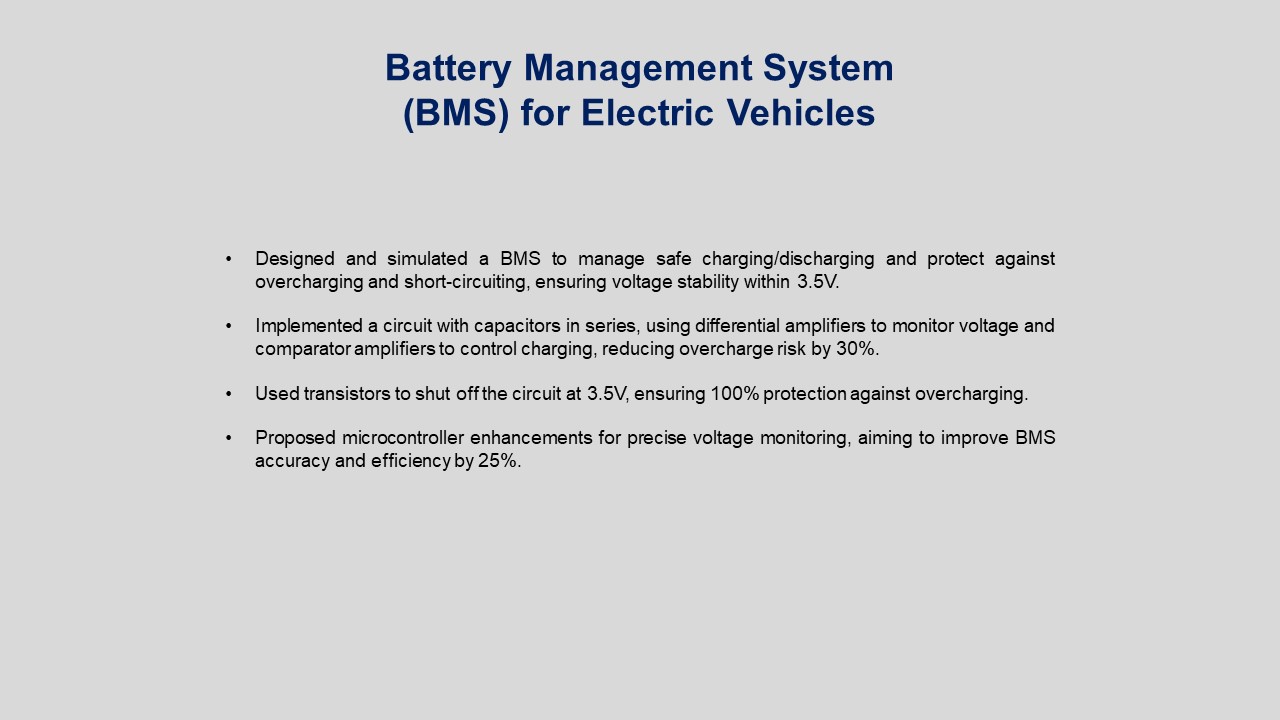 Battery Management System
(BMS) for Electric Vehicles
• Designed and simulated a BMS to manage safe charging/discharging and protect against
overcharging and short-circuiting, ensuring voltage stability within 3.5V.
• Implemented a circuit with capacitors in series, using differential amplifiers to monitor voltage and
comparator amplifiers to control charging, reducing overcharge risk by 30%.
• Used transistors to shut off the circuit at 3.5V, ensuring 100% protection against overcharging.
• Proposed microcontroller enhancements for precise voltage monitoring, aiming to improve BMS
accuracy and efficiency by 25%.